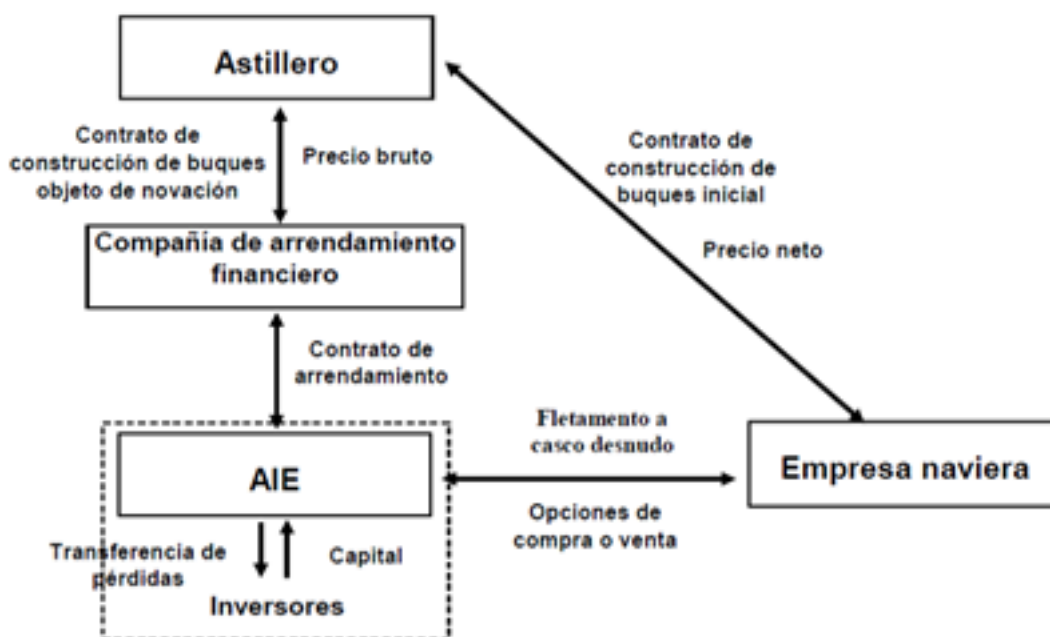 Astillero
Contrato de
construcción de buques
objeto de novación
Precio bruto
Contrato de
construcción de
buques inicial
Compañia de arrendamiento
financiero
Precio neto
Contrato de
arrendamiento
Fletamento a
casco desnudo
AIE
Empresa naviera
Opciones de
compra o venta
Transferencia de
pérdidas
Capital
Inversores